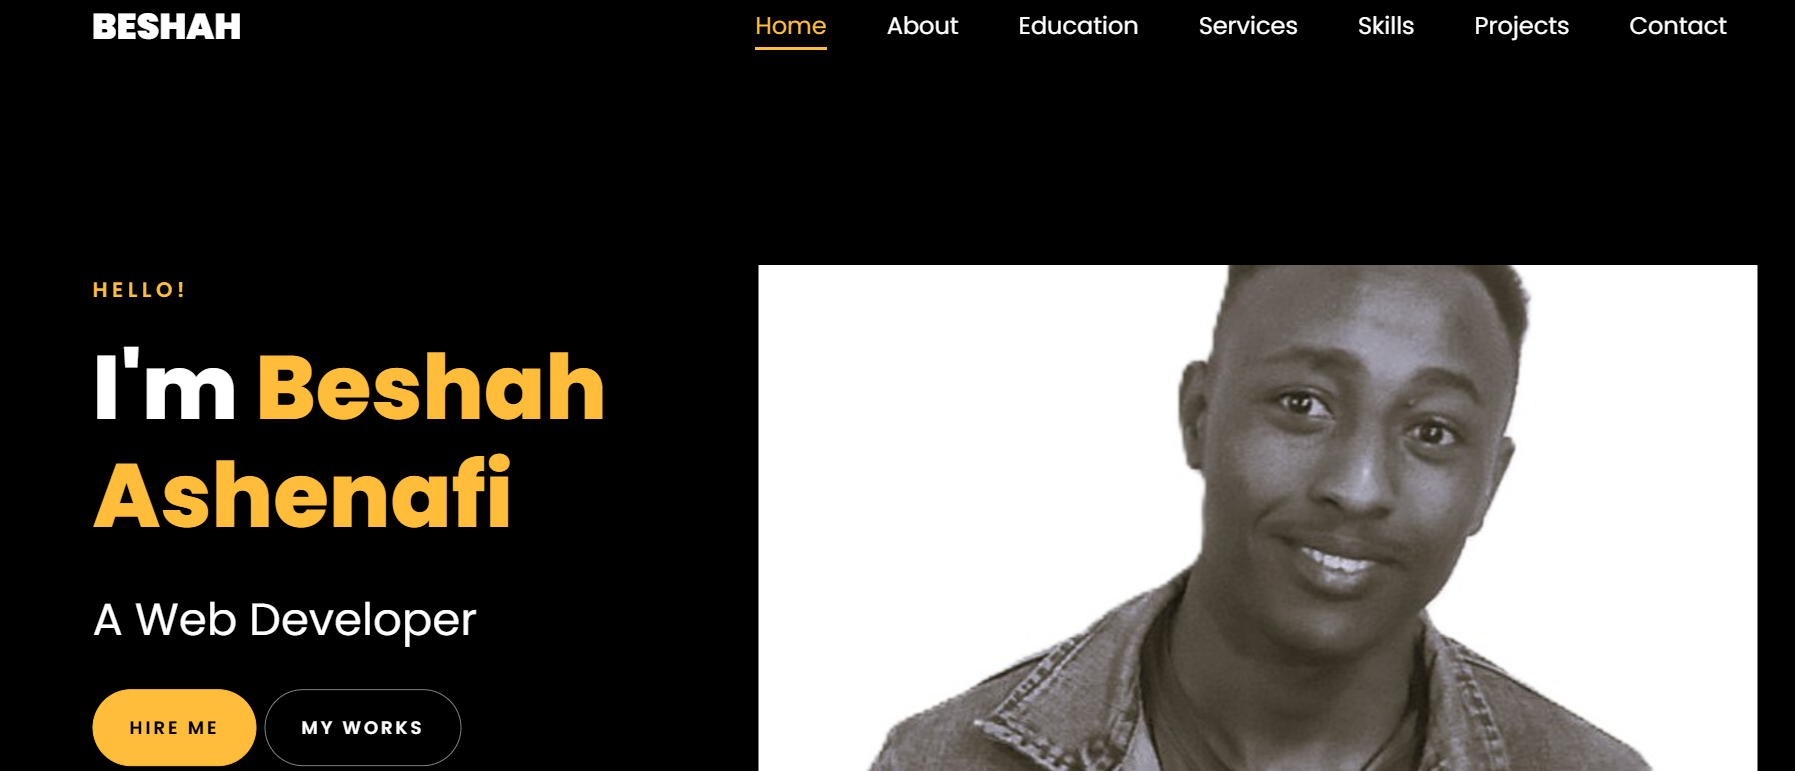 BESHAH
Home About Education Services Skills Projects Contact
HELLO!
I'm Beshah
Ashenafi
A Web Developer
HIRE ME
MY WORKS